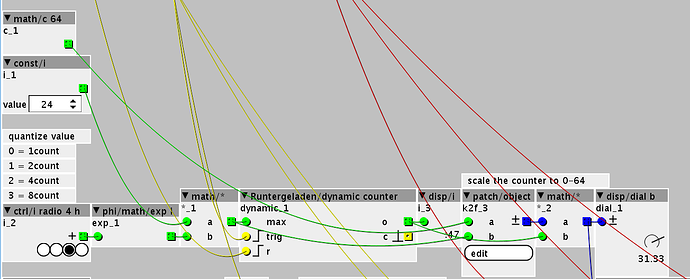 math/c 64
c_1
const/i
i_1
value 24
quantize value
0 = 1count
1 = 2count
2 = 4count
3 = 8count
scale the counter to 0-64
ctrl/i radio 4 h
i_2
+
phi/math/exp
exp_1
math/*
*_1
a
b
Runtergeladen/dynamic counter
dynamic_1
max
trig
r
o
c
disp/i
i_3
47
patch/object
k2f_3
a
b
±
edit
math/*
*_2
a
b
disp/dial b
dial_1
±
31.33